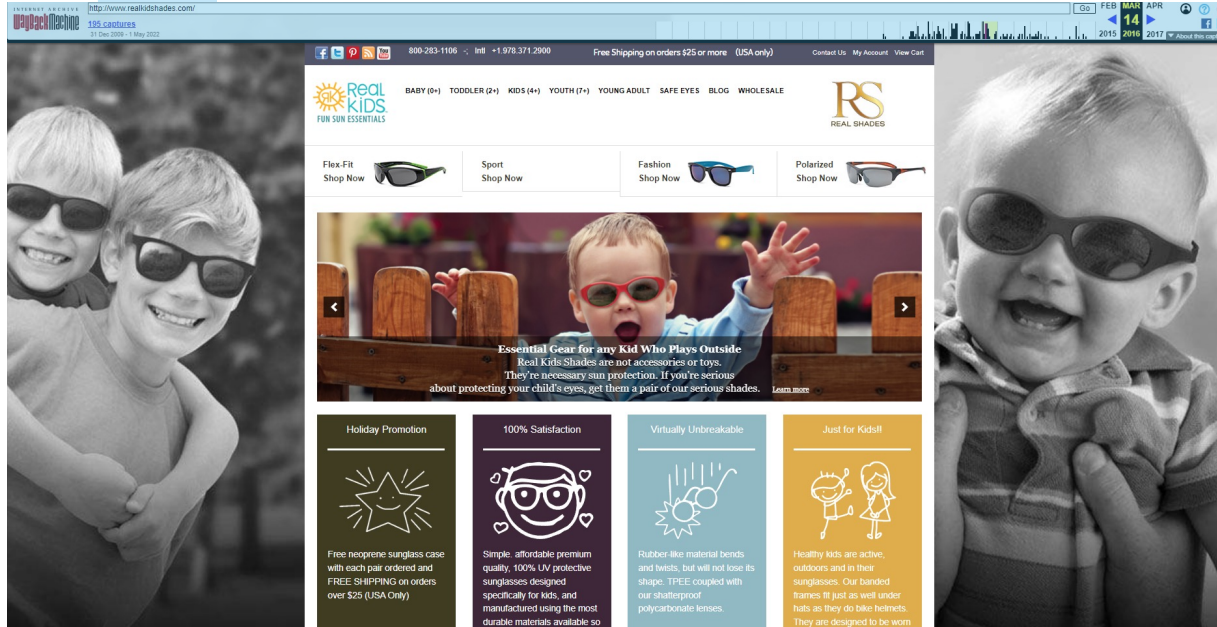 INTERNET ARCHIVE
WayBackMachine
http://www.realkidshades.com/
Go
FEB MAR APR
195 captures
14
31 Dec 2006 - 1 May 2022
2015 2016 2017
About this capt
800-283-1106 -; Intl +1.978.371.2900
Free Shipping on orders $25 or more (USA only)
Contact Us My Account View Cart
Real
KiDS
FUN SUN ESSENTIALS
BABY (0+) TODDLER (2+) KIDS (4+) YOUTH (7+) YOUNG ADULT SAFE EYES BLOG WHOLESALE
RS
REAL SHADES
Flex-Fit
Shop Now
Sport
Shop Now
Fashion
Shop Now
Polarized
Shop Now
Essential Gear for any Kid Who Plays Outside
Real Kids Shades are not accessories or toys.
They're necessary sun protection. If you're serious
about protecting your child's eyes, get them a pair of our serious shades. Learn more
Holiday Promotion
Free neoprene sunglass case
with each pair ordered and
FREE SHIPPING on orders
over $25 (USA Only)
100% Satisfaction
Simple. affordable premium
quality, 100% UV protective
sunglasses designed
specifically for kids, and
manufactured using the most
durable materials available so
Virtually Unbreakable
Rubber-like material bends
and twists, but will not lose its
shape. TPEE coupled with
our shatterproof
polycarbonate lenses.
Just for Kids!!
Healthy kids are active,
outdoors and in their
sunglasses. Our banded
frames fit just as well under
hats as they do bike helmets.
They are designed to be worn